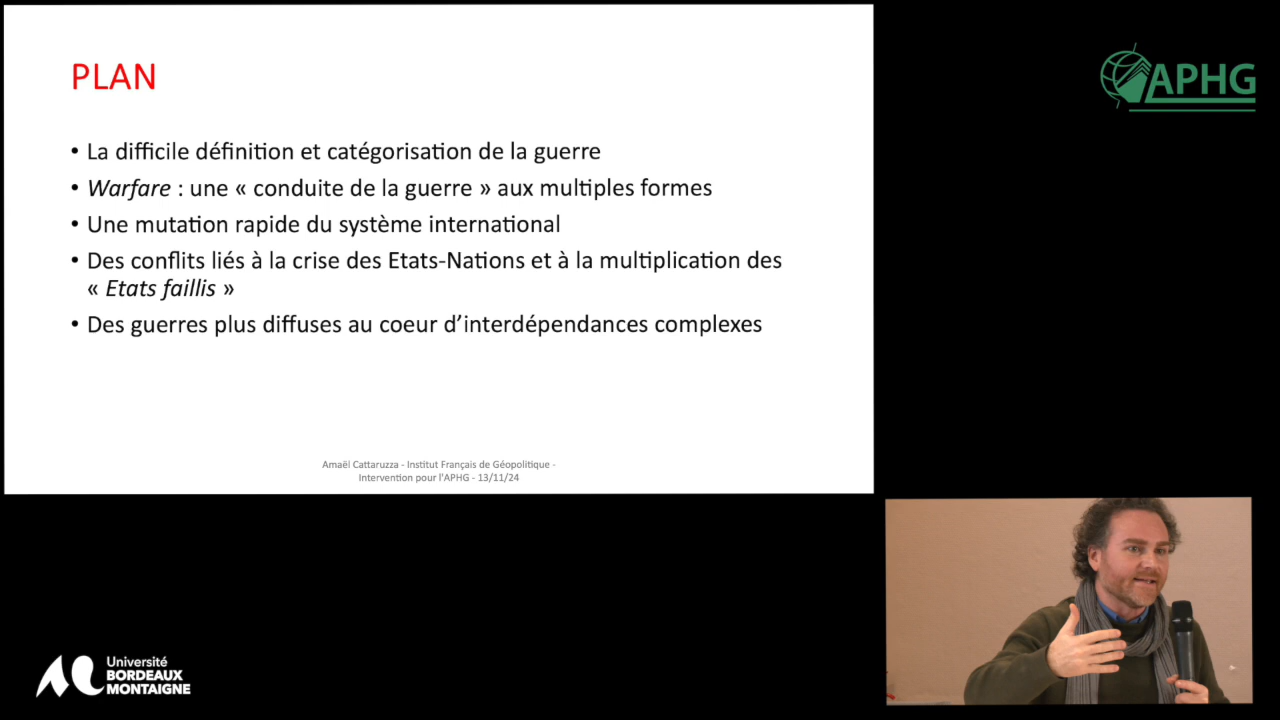 PLAN
• La difficile définition et catégorisation de la guerre
• Warfare : une « conduite de la guerre » aux multiples formes
• Une mutation rapide du système international
• Des conflits liés à la crise des Etats-Nations et à la multiplication des
« Etats faillis »
• Des guerres plus diffuses au coeur d’interdépendances complexes
Amaël Cattaruzza - Institut Français de Géopolitique -
Intervention pour l'APHG - 13/11/24
APHG
Université
BORDEAUX
MONTAIGNE